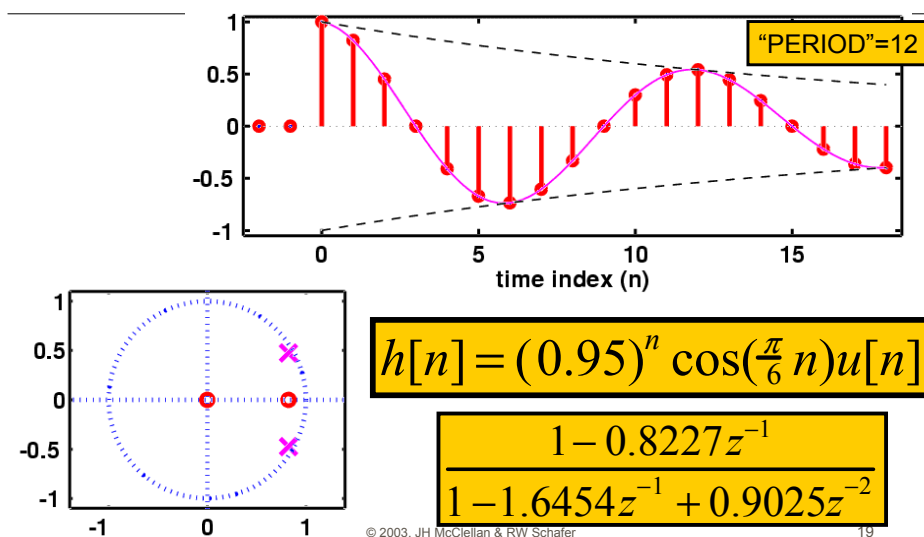 "PERIOD"=12
1
0.5
0
-0.5
-1
0 5 10 15
time index (n)
1
0.5
0
-0.5
-1
-1 0 1
h[n] = (0.95)^n cos(π/6 n)u[n]
1−0.8227z^−1
1−1.6454z^−1 + 0.9025z^−2
© 2003, JH McClellan & RW Schafer 19